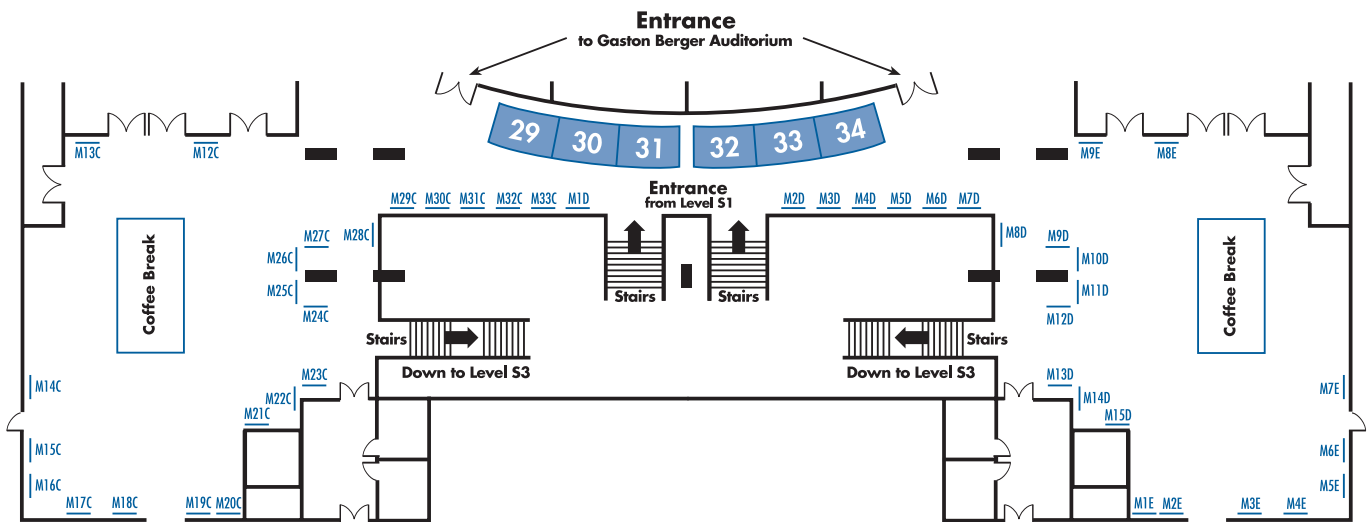 Entrance
to Gaston Berger Auditorium
29
30
31
32
33
34
M13C
M12C
M9E
M8E
Entrance
from Level S1
M29C
M30C
M31C
M32C
M33C
M1D
M2D
M3D
M4D
M5D
M6D
M7D
M28C
M27C
M26C
M25C
M24C
M8D
M9D
M10D
M11D
M12D
Coffee Break
Coffee Break
Stairs
Stairs
Stairs
Stairs
Down to Level S3
Down to Level S3
M14C
M15C
M16C
M17C
M18C
M19C
M20C
M21C
M22C
M23C
M13D
M14D
M15D
M7E
M6E
M5E
M1E
M2E
M3E
M4E